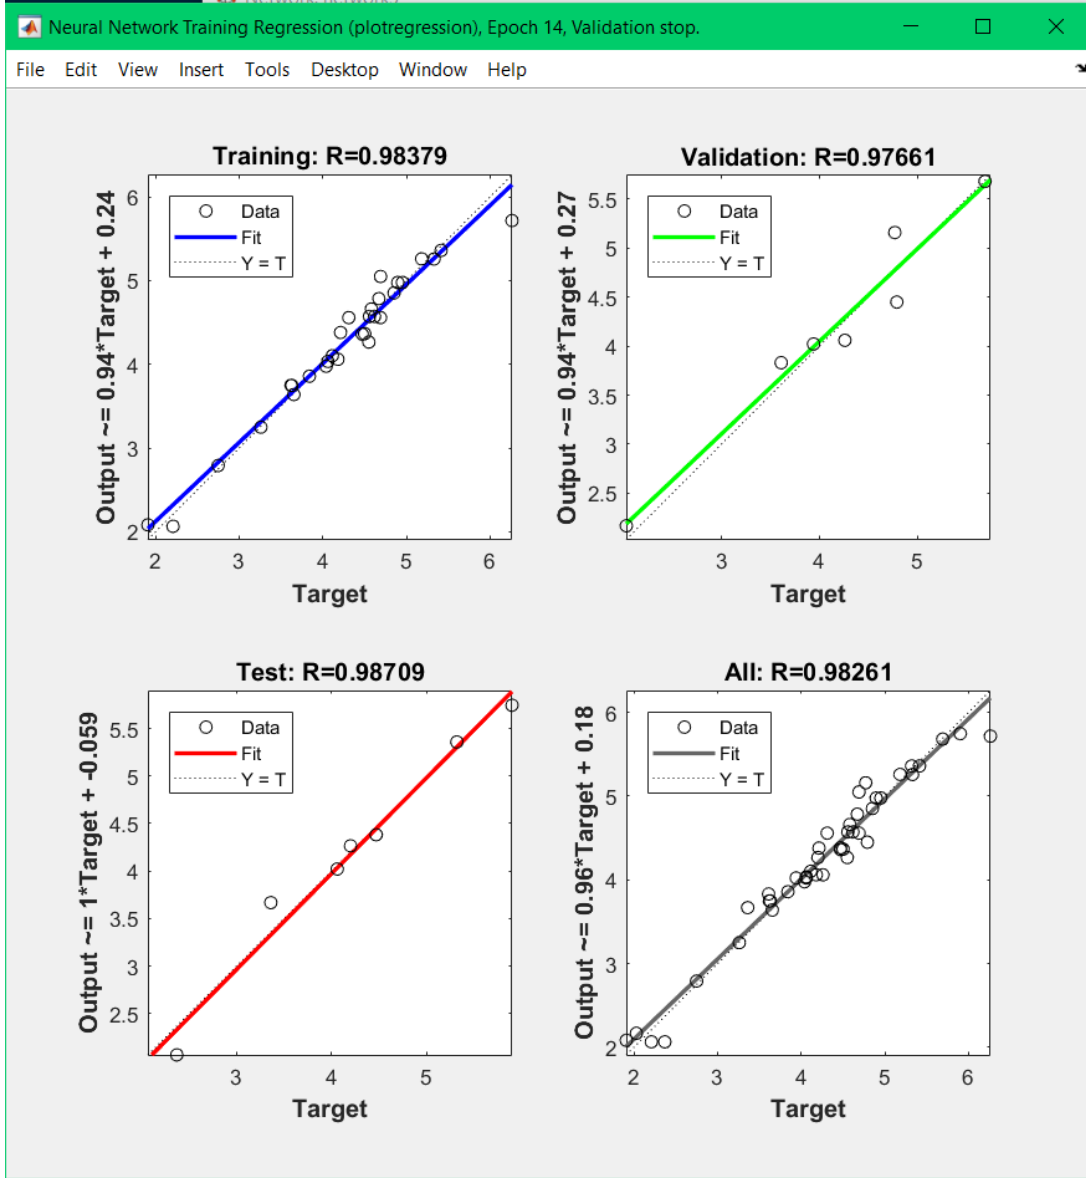 Neural Network Training Regression (plotregression), Epoch 14, Validation stop.
File Edit View Insert Tools Desktop Window Help
Training: R=0.98379
Output ~= 0.94*Target + 0.24
6
5
4
3
2
Data
Fit
Y = T
2 3 4 5 6
Target
Validation: R=0.97661
Output ~= 0.94*Target + 0.27
5.5
5
4.5
4
3.5
3
2.5
Data
Fit
Y = T
3 4 5
Target
Test: R=0.98709
Output ~= 1*Target + -0.059
5.5
5
4.5
4
3.5
3
2.5
Data
Fit
Y = T
3 4 5
Target
All: R=0.98261
Output ~= 0.96*Target + 0.18
6
5
4
3
2
Data
Fit
Y = T
2 3 4 5 6
Target